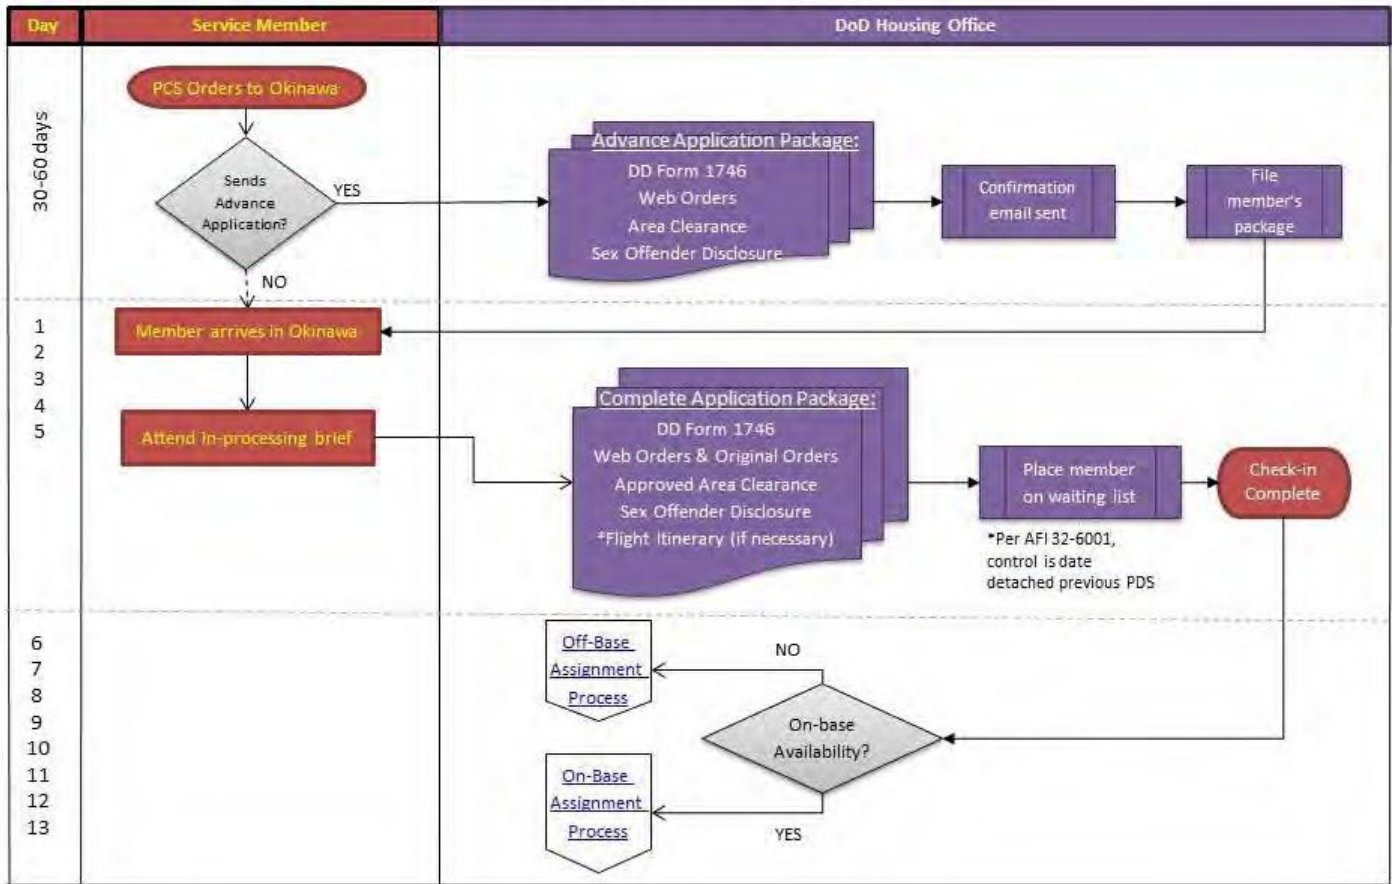 Day
Service Member
DoD Housing Office
30-60 days
PCS Orders to Okinawa
Sends
Advance
Application?
YES
NO
Advance Application Package:
DD Form 1746
Web Orders
Area Clearance
Sex Offender Disclosure
Confirmation
email sent
File
member's
package
1
2
3
4
5
Member arrives in Okinawa
Attend In-processing brief
Complete Application Package:
DD Form 1746
Web Orders & Original Orders
Approved Area Clearance
Sex Offender Disclosure
*Flight Itinerary (if necessary)
Place member
on waiting list
*Per AFI 32-6001,
control is date
detached previous PDS
Check-in
Complete
6
7
8
9
10
11
12
13
Off-Base
Assignment
Process
NO
On-base
Availability?
On-Base
Assignment
Process
YES